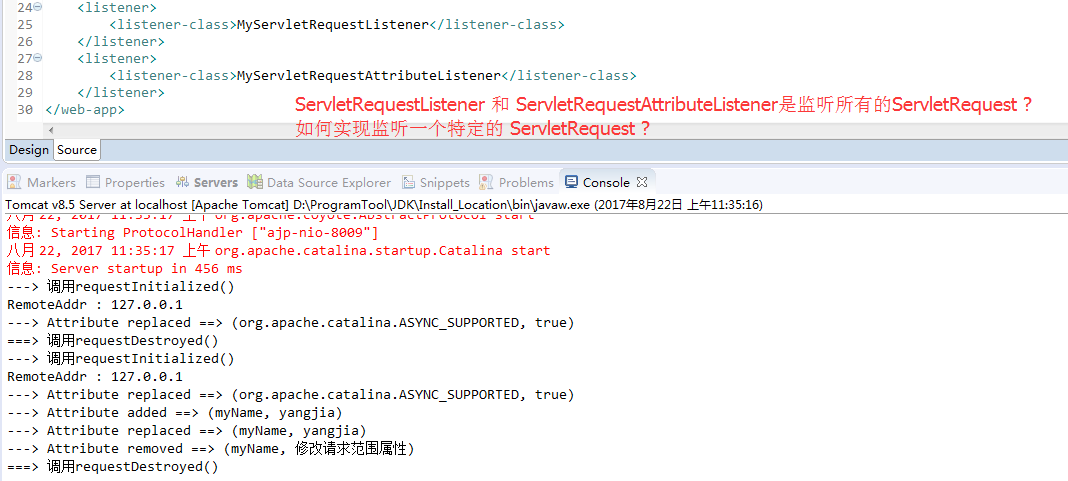 24 <listener>
25 <listener-class>MyServletRequestListener</listener-class>
26 </listener>
27 <listener>
28 <listener-class>MyServletRequestAttributeListener</listener-class>
29 </listener>
30 </web-app>
ServletRequestListener 和 ServletRequestAttributeListener是监听所有的ServletRequest ?
如何实现监听一个特定的 ServletRequest ?
Design Source
Markers Properties Servers Data Source Explorer Snippets Problems Console
Tomcat v8.5 Server at localhost [Apache Tomcat] D:\ProgramTool\JDK\Install_Location\bin\javaw.exe (2017年8月22日 上午11:35:16)
八月 22, 2017 11:35:17 上午 org.apache.coyote.AbstractProtocol start
信息: Starting ProtocolHandler ["ajp-nio-8009"]
八月 22, 2017 11:35:17 上午 org.apache.catalina.startup.Catalina start
信息: Server startup in 456 ms
---> 调用requestInitialized()
RemoteAddr : 127.0.0.1
---> Attribute replaced ==> (org.apache.catalina.ASYNC_SUPPORTED, true)
===> 调用requestDestroyed()
---> 调用requestInitialized()
RemoteAddr : 127.0.0.1
---> Attribute replaced ==> (org.apache.catalina.ASYNC_SUPPORTED, true)
---> Attribute added ==> (myName, yangjia)
---> Attribute replaced ==> (myName, yangjia)
---> Attribute removed ==> (myName, 修改请求范围属性)
===> 调用requestDestroyed()